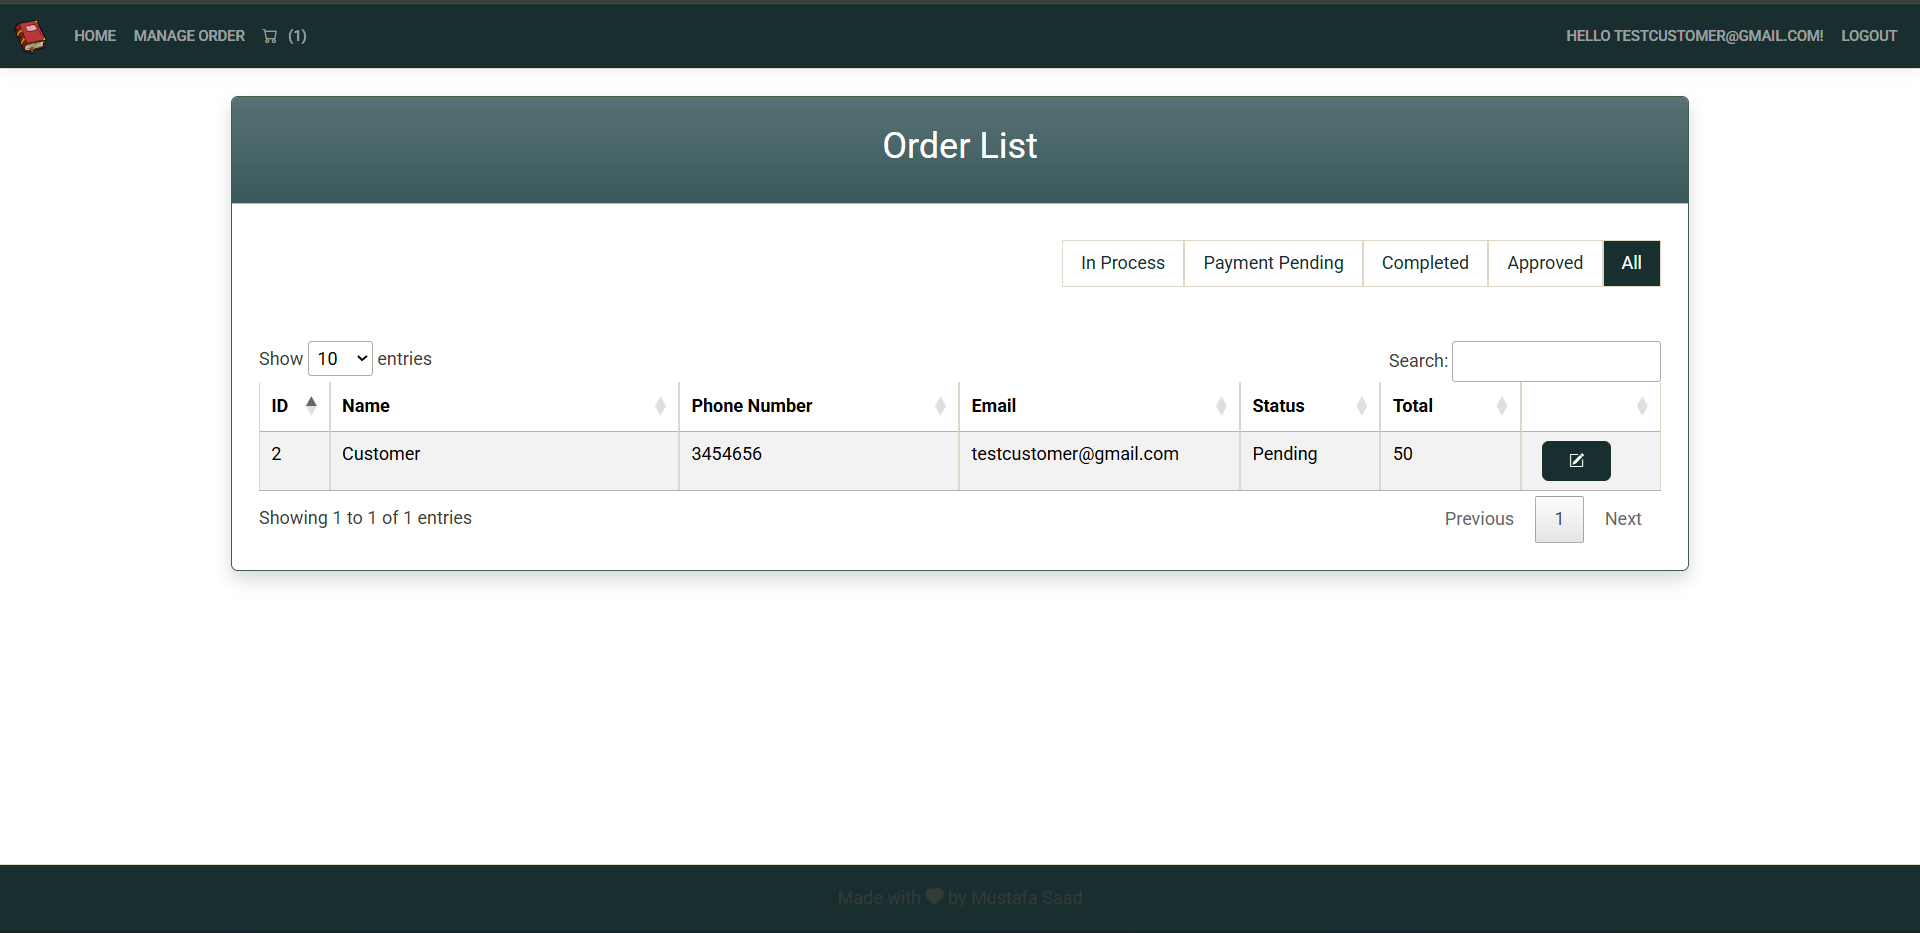 HOME MANAGE ORDER (1) HELLO TESTCUSTOMER@GMAIL.COM! LOGOUT
Order List
In Process Payment Pending Completed Approved All
Show 10 entries Search:
ID Name Phone Number Email Status Total
2 Customer 3454656 testcustomer@gmail.com Pending 50
Showing 1 to 1 of 1 entries Previous 1 Next
Made with by Mustafa Saad